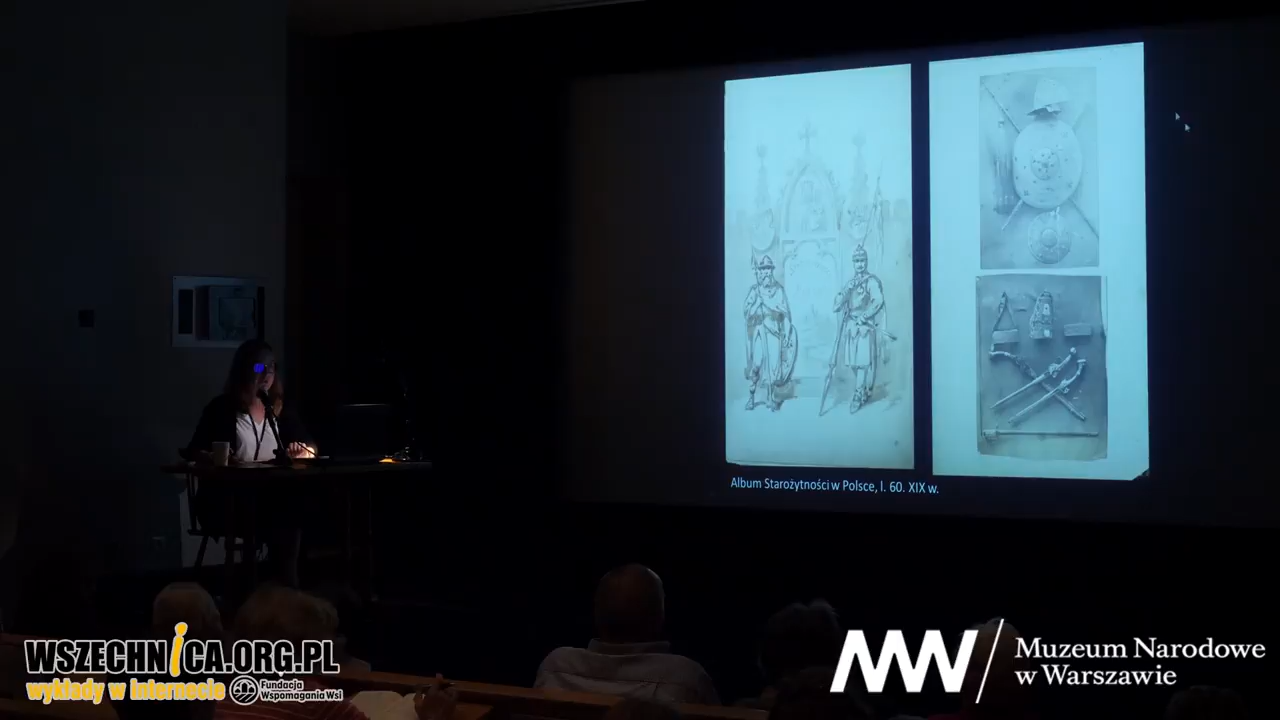 Album Starożytności w Polsce, l. 60. XIX w.
WSZECHNiCA.ORG.PL
wykłady w internecie
Fundacja
Wspomagania Wsi
Muzeum Narodowe
w Warszawie